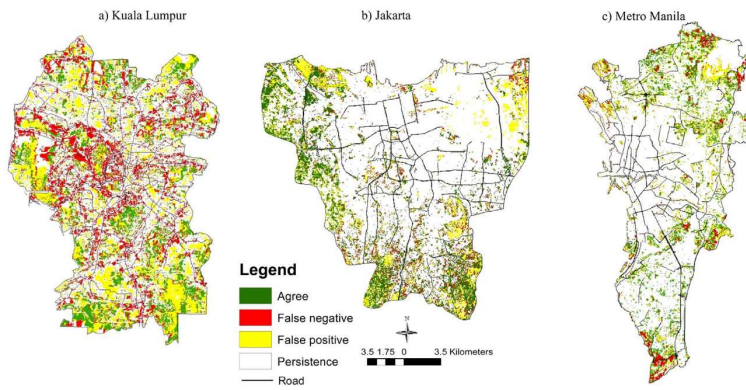 a) Kuala Lumpur
b) Jakarta
c) Metro Manila
Legend
Agree
False negative
False positive
Persistence
Road
3.5 1.75 0 3.5 Kilometers